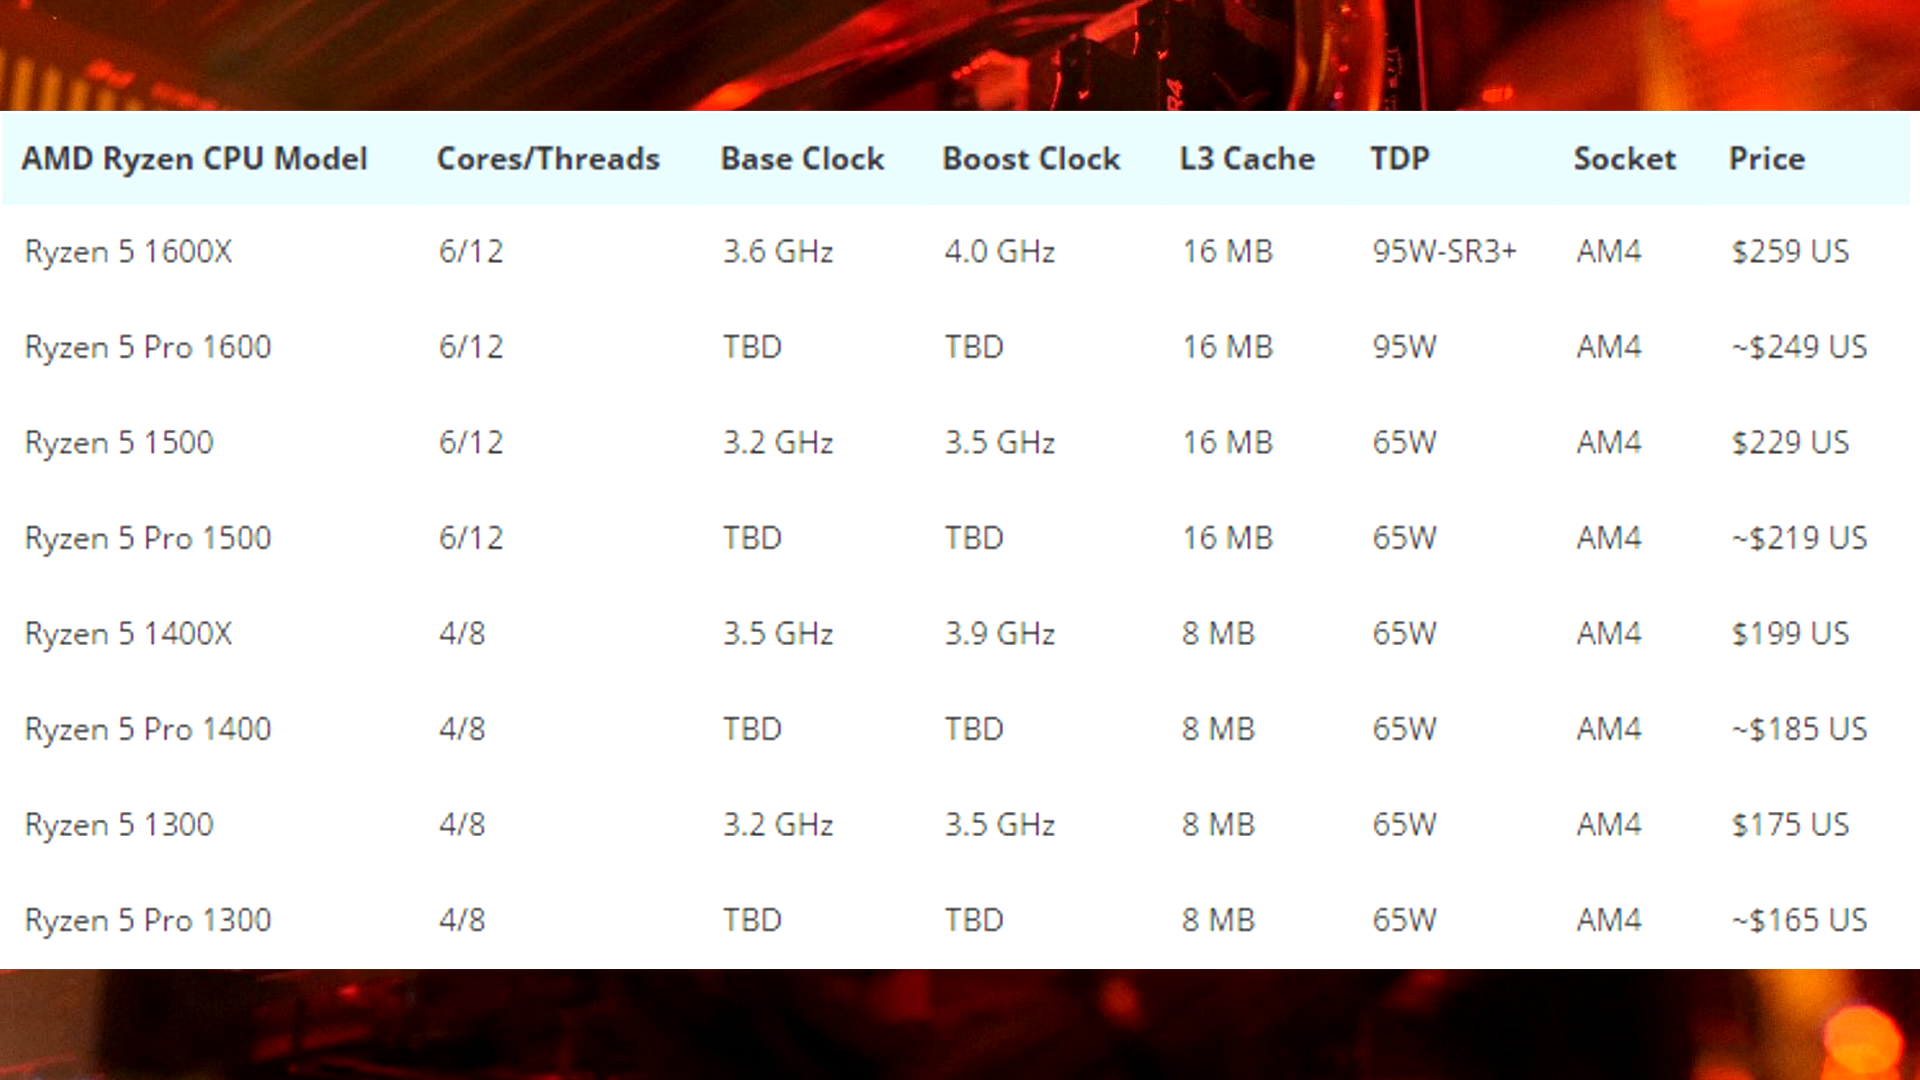 AMD Ryzen CPU Model Cores/Threads Base Clock Boost Clock L3 Cache TDP Socket Price
Ryzen 5 1600X 6/12 3.6 GHz 4.0 GHz 16 MB 95W-SR3+ AM4 $259 US
Ryzen 5 Pro 1600 6/12 TBD TBD 16 MB 95W AM4 ~$249 US
Ryzen 5 1500 6/12 3.2 GHz 3.5 GHz 16 MB 65W AM4 $229 US
Ryzen 5 Pro 1500 6/12 TBD TBD 16 MB 65W AM4 ~$219 US
Ryzen 5 1400X 4/8 3.5 GHz 3.9 GHz 8 MB 65W AM4 $199 US
Ryzen 5 Pro 1400 4/8 TBD TBD 8 MB 65W AM4 ~$185 US
Ryzen 5 1300 4/8 3.2 GHz 3.5 GHz 8 MB 65W AM4 $175 US
Ryzen 5 Pro 1300 4/8 TBD TBD 8 MB 65W AM4 ~$165 US